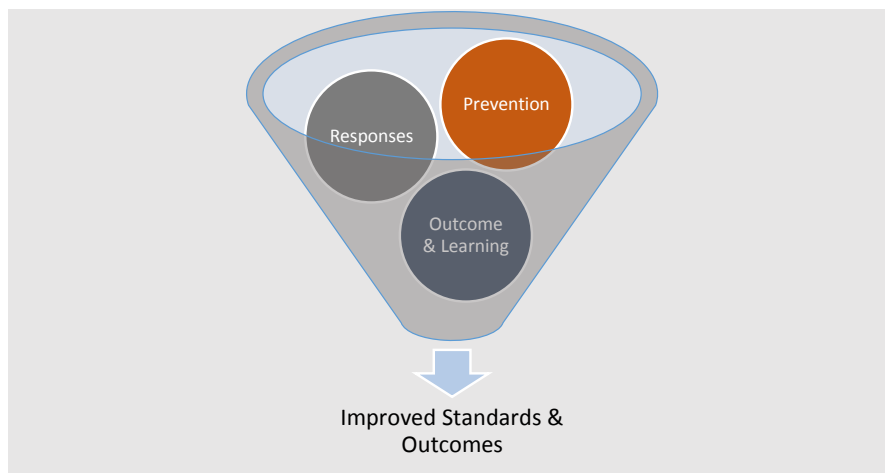 Prevention
Responses
Outcome
& Learning
Improved Standards &
Outcomes